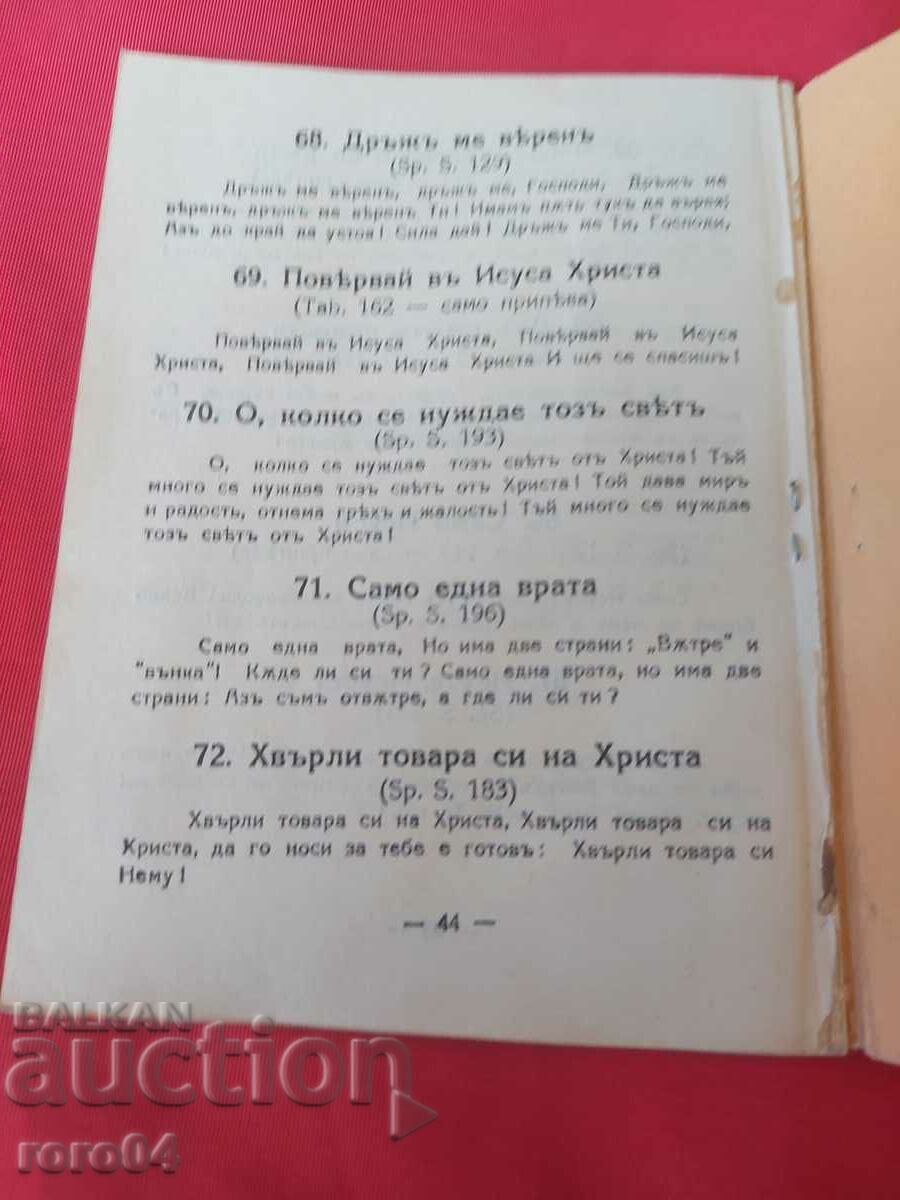 68. Дръжъ ме вѣренъ
(Sp. S. 129)
Дръжъ ме вѣренъ, дръжъ ме, Господи, Дръжъ ме
вѣренъ, дръжъ ме вѣренъ Ти! Имамъ пѫть тукъ да вървя;
Азъ до край да устоя! Сила дай! Дръжъ ме Ти, Господи,
69. Повѣрвай въ Исуса Христа
(Tab. 162 — само припѣва)
Повѣрвай въ Исуса Христа, Повѣрвай въ Исуса
Христа, Повѣрвай въ Исуса Христа И ще се спасишъ!
70. О, колко се нуждае тозъ свѣтъ
(Sp. S. 193)
О, колко се нуждае тозъ свѣтъ отъ Христа! Тъй
много се нуждае тозъ свѣтъ отъ Христа! Той дава миръ
и радость, отнема грѣхъ и жалость! Тъй много се нуждае
тозъ свѣтъ отъ Христа!
71. Само една врата
(Sp. S. 196)
Само една врата, Но има две страни: „Вѫтре" и
"вънка"! Кѫде ли си ти? Само една врата, но има две
страни: Азъ съмъ отвѫтре, а где ли си ти?
72. Хвърли товара си на Христа
(Sp. S. 183)
Хвърли товара си на Христа, Хвърли товара си на
Христа, да го носи за тебе е готовъ: Хвърли товара си
Нему!
— 44 —
BALKAN
auction
roro04